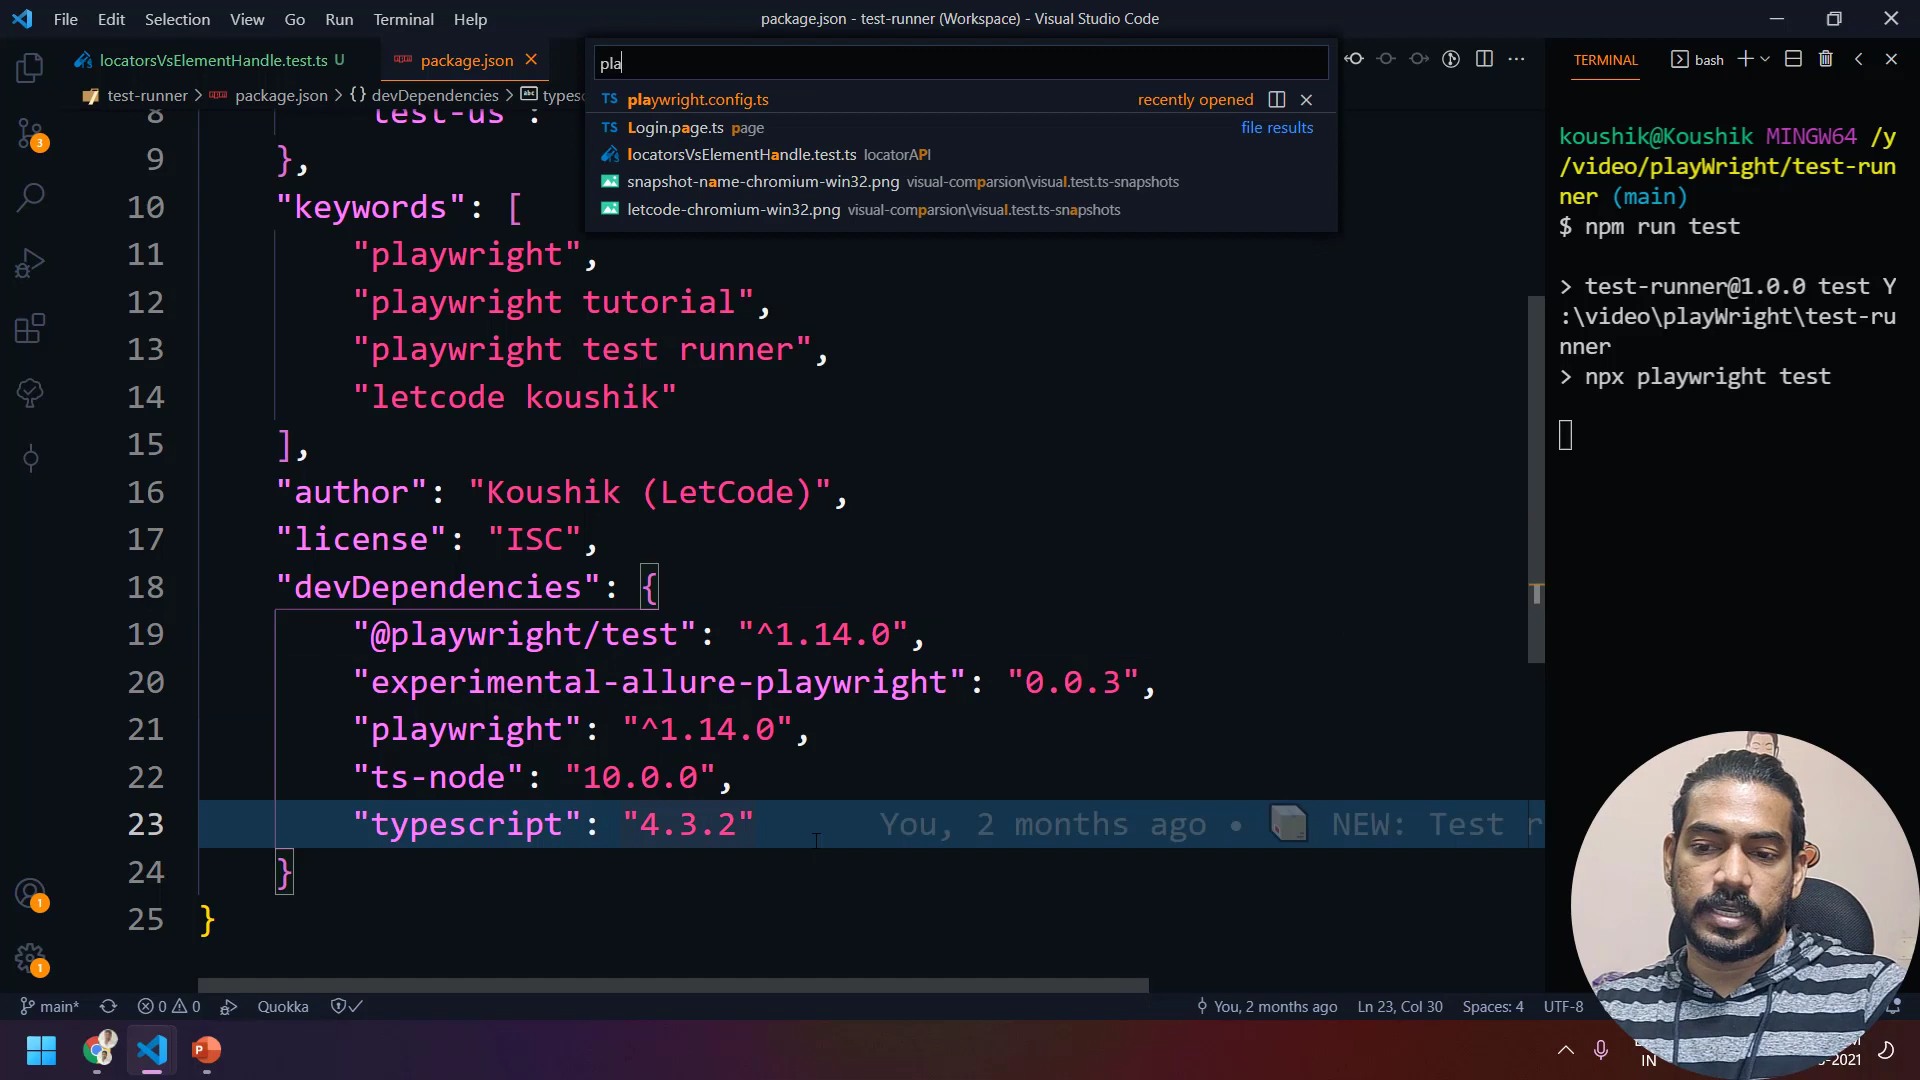 File Edit Selection View Go Run Terminal Help
package.json - test-runner (Workspace) - Visual Studio Code
locatorsVsElementHandle.test.ts U
package.json
pla
TERMINAL
bash
test-runner > package.json > {} devDependencies > abc
playwright.config.ts
recently opened
Login.page.ts page
file results
locatorsVsElementHandle.test.ts locatorAPI
snapshot-name-chromium-win32.png visual-comparsion\visual.test.ts-snapshots
letcode-chromium-win32.png visual-comparsion\visual.test.ts-snapshots
8 "test-us":
9 },
10 "keywords": [
11 "playwright",
12 "playwright tutorial",
13 "playwright test runner",
14 "letcode koushik"
15 ],
16 "author": "Koushik (LetCode)",
17 "license": "ISC",
18 "devDependencies": {
19 "@playwright/test": "^1.14.0",
20 "experimental-allure-playwright": "0.0.3",
21 "playwright": "^1.14.0",
22 "ts-node": "10.0.0",
23 "typescript": "4.3.2" You, 2 months ago • NEW: Test r
24 }
25 }
koushik@Koushik MINGW64 /y
/video/playWright/test-run
ner (main)
$ npm run test
> test-runner@1.0.0 test Y
:\video\playWright\test-ru
nner
> npx playwright test
3
1
1
main* 0 0 Quokka
You, 2 months ago Ln 23, Col 30 Spaces: 4 UTF-8
P
IN
-2021